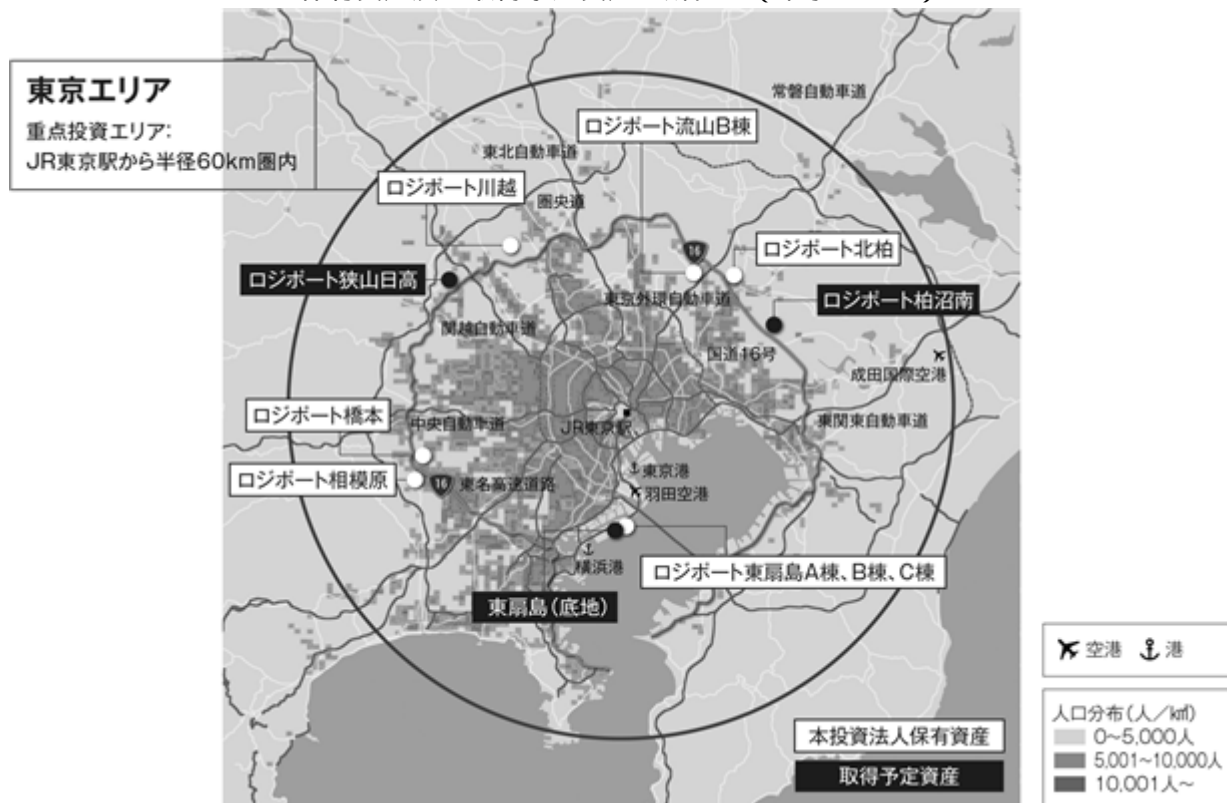 東京エリア
重点投資エリア：
JR東京駅から半径60km圏内
常磐自動車道
ロジポート流山B棟
東北自動車道
ロジポート川越
圏央道
16
ロジポート北柏
ロジポート狭山日高
東京外環自動車道
ロジポート柏沼南
関越自動車道
国道16号
成田国際空港
ロジポート橋本
中央自動車道
JR東京駅
東関東自動車道
東京港
ロジポート相模原
16
東名高速道路
羽田空港
横浜港
ロジポート東扇島A棟、B棟、C棟
東扇島（底地）
空港 港
本投資法人保有資産
取得予定資産
人口分布（人／㎢）
0～5,000人
5,001～10,000人
10,001人～